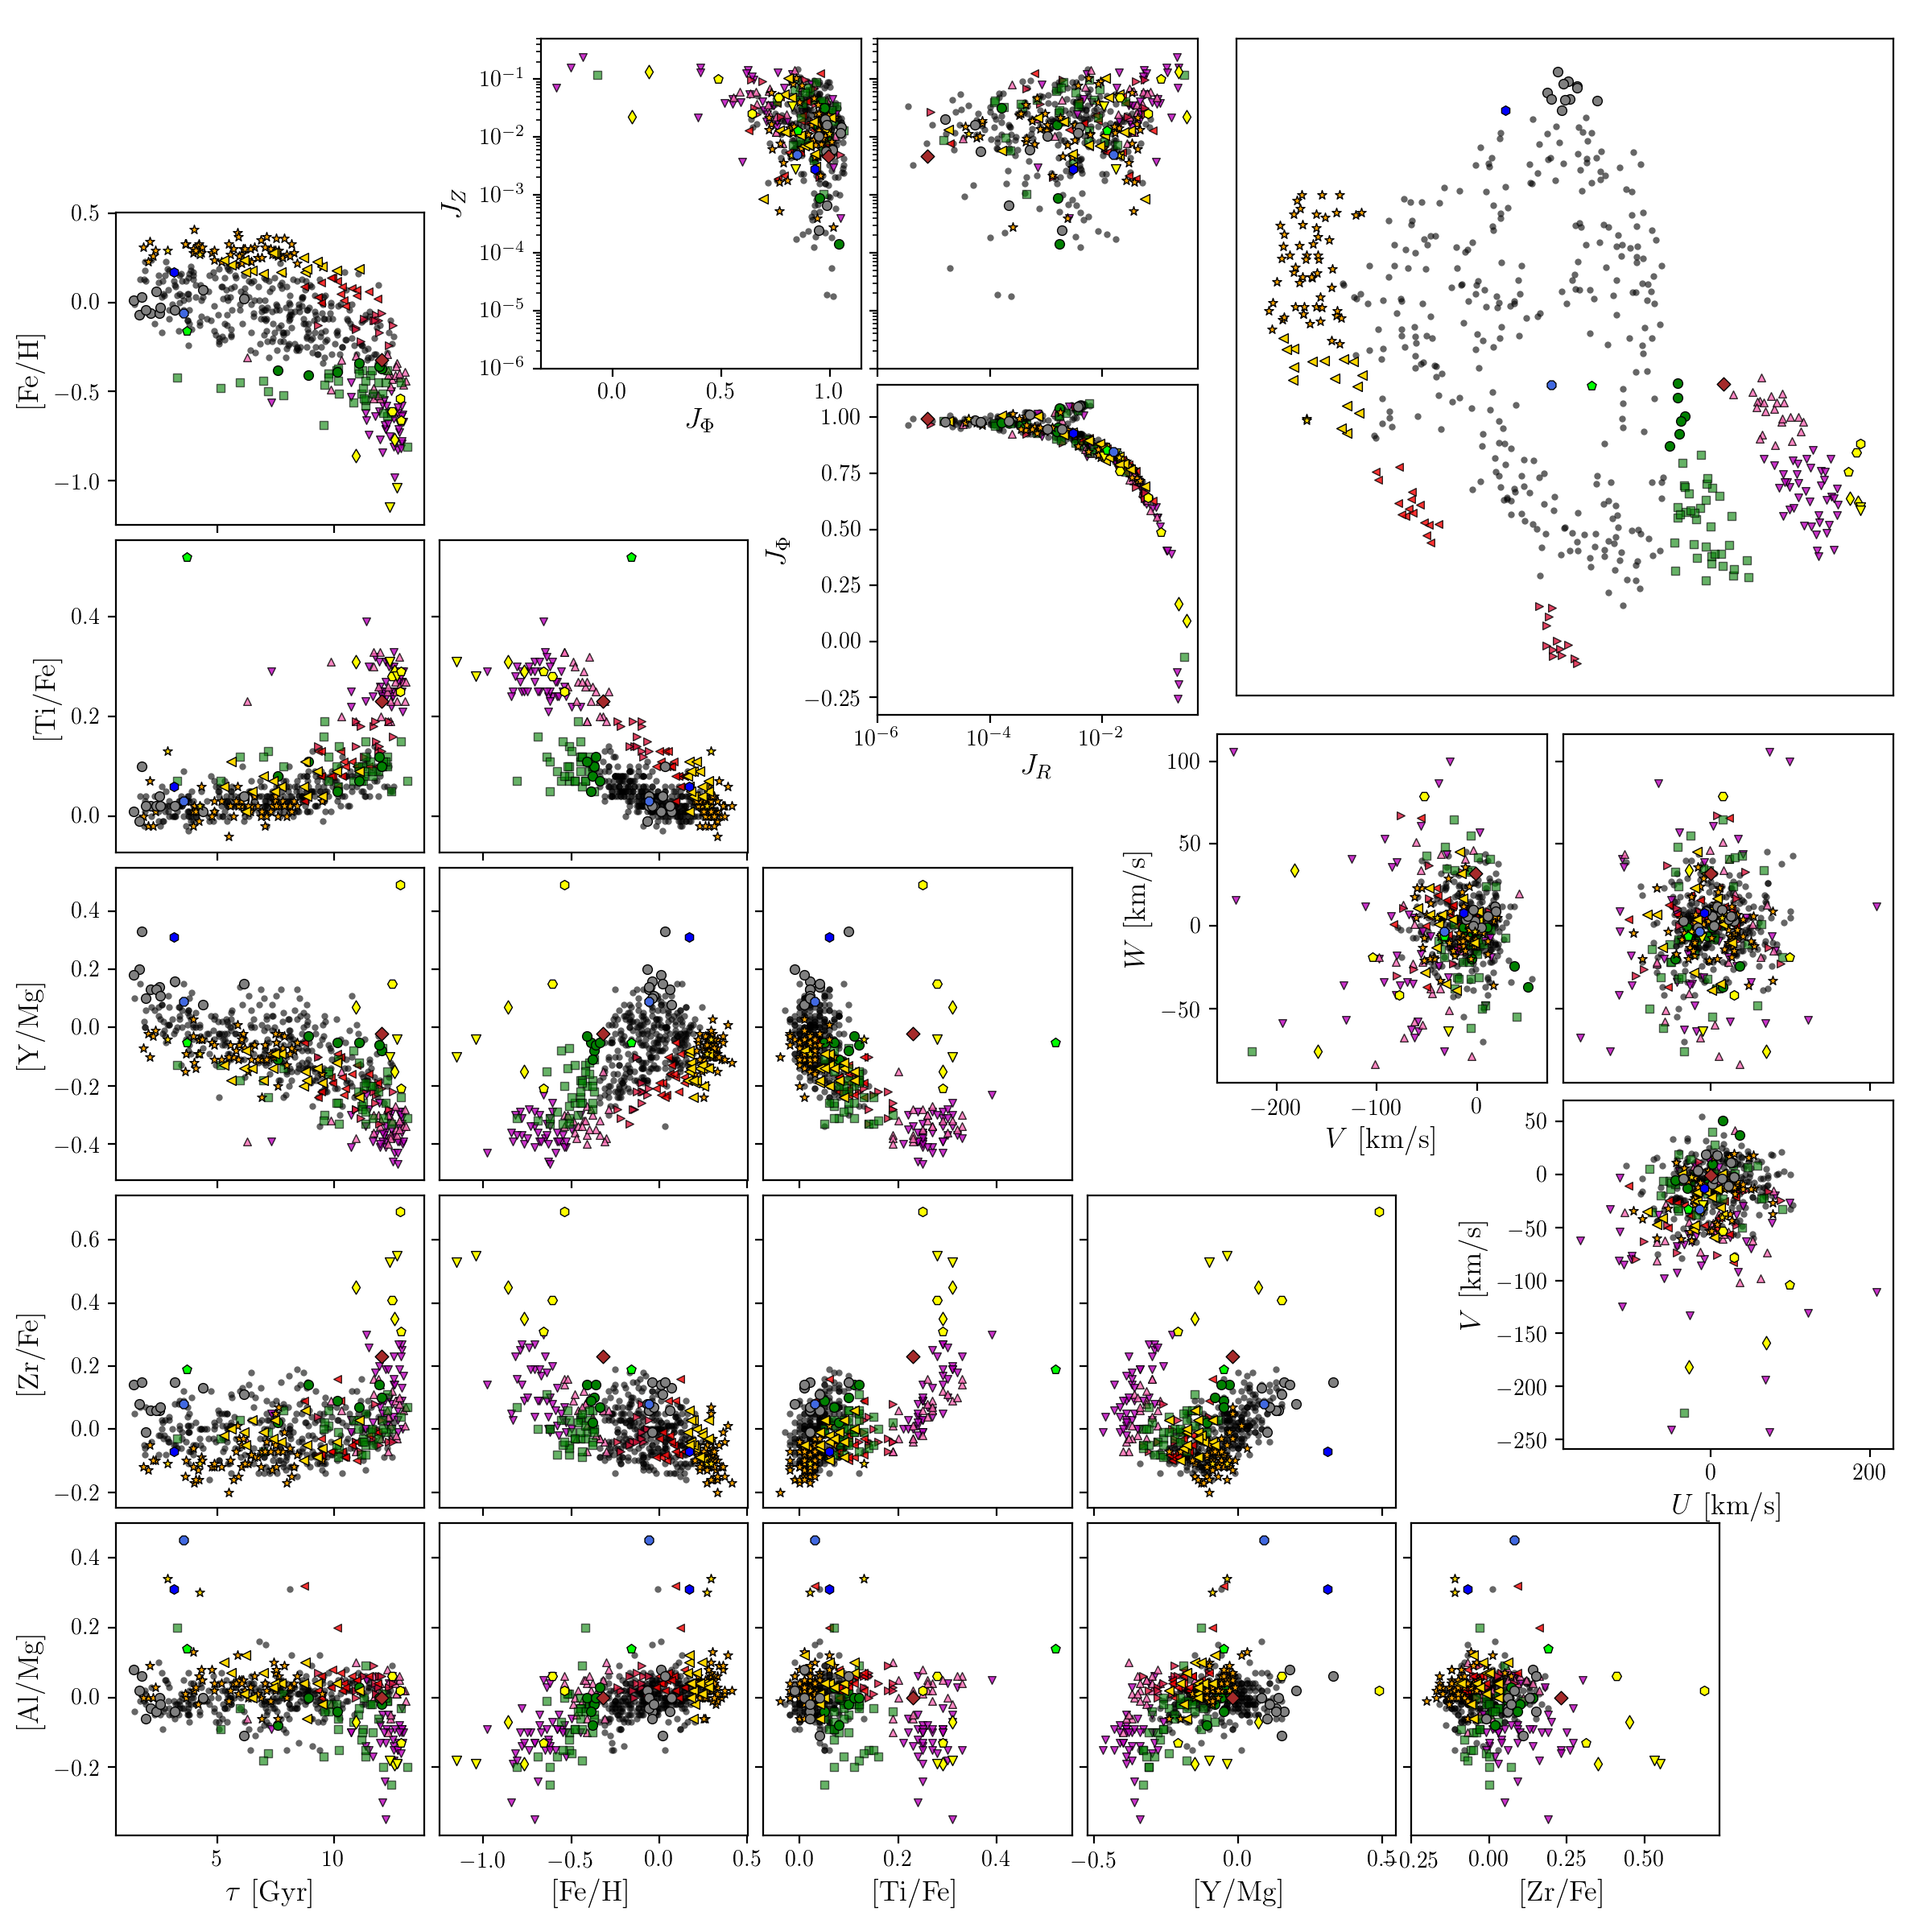 10⁻¹
10⁻²
10⁻³
10⁻⁴
10⁻⁵
10⁻⁶
J_Z
0.0 0.5 1.0
J_Φ
0.5
0.0
−0.5
−1.0
[Fe/H]
1.00
0.75
0.50
0.25
0.00
−0.25
J_Φ
10⁻⁶ 10⁻⁴ 10⁻²
J_R
0.4
0.2
0.0
[Ti/Fe]
100
50
0
−50
W [km/s]
−200 −100 0
V [km/s]
0.4
0.2
0.0
−0.2
−0.4
[Y/Mg]
50
0
−50
−100
−150
−200
−250
V [km/s]
0 200
U [km/s]
0.6
0.4
0.2
0.0
−0.2
[Zr/Fe]
0.4
0.2
0.0
−0.2
[Al/Mg]
5 10
−1.0 −0.5 0.0 0.5
0.0 0.2 0.4
−0.5 0.0 0.5
−0.25 0.00 0.25 0.50
τ [Gyr] [Fe/H] [Ti/Fe] [Y/Mg] [Zr/Fe]